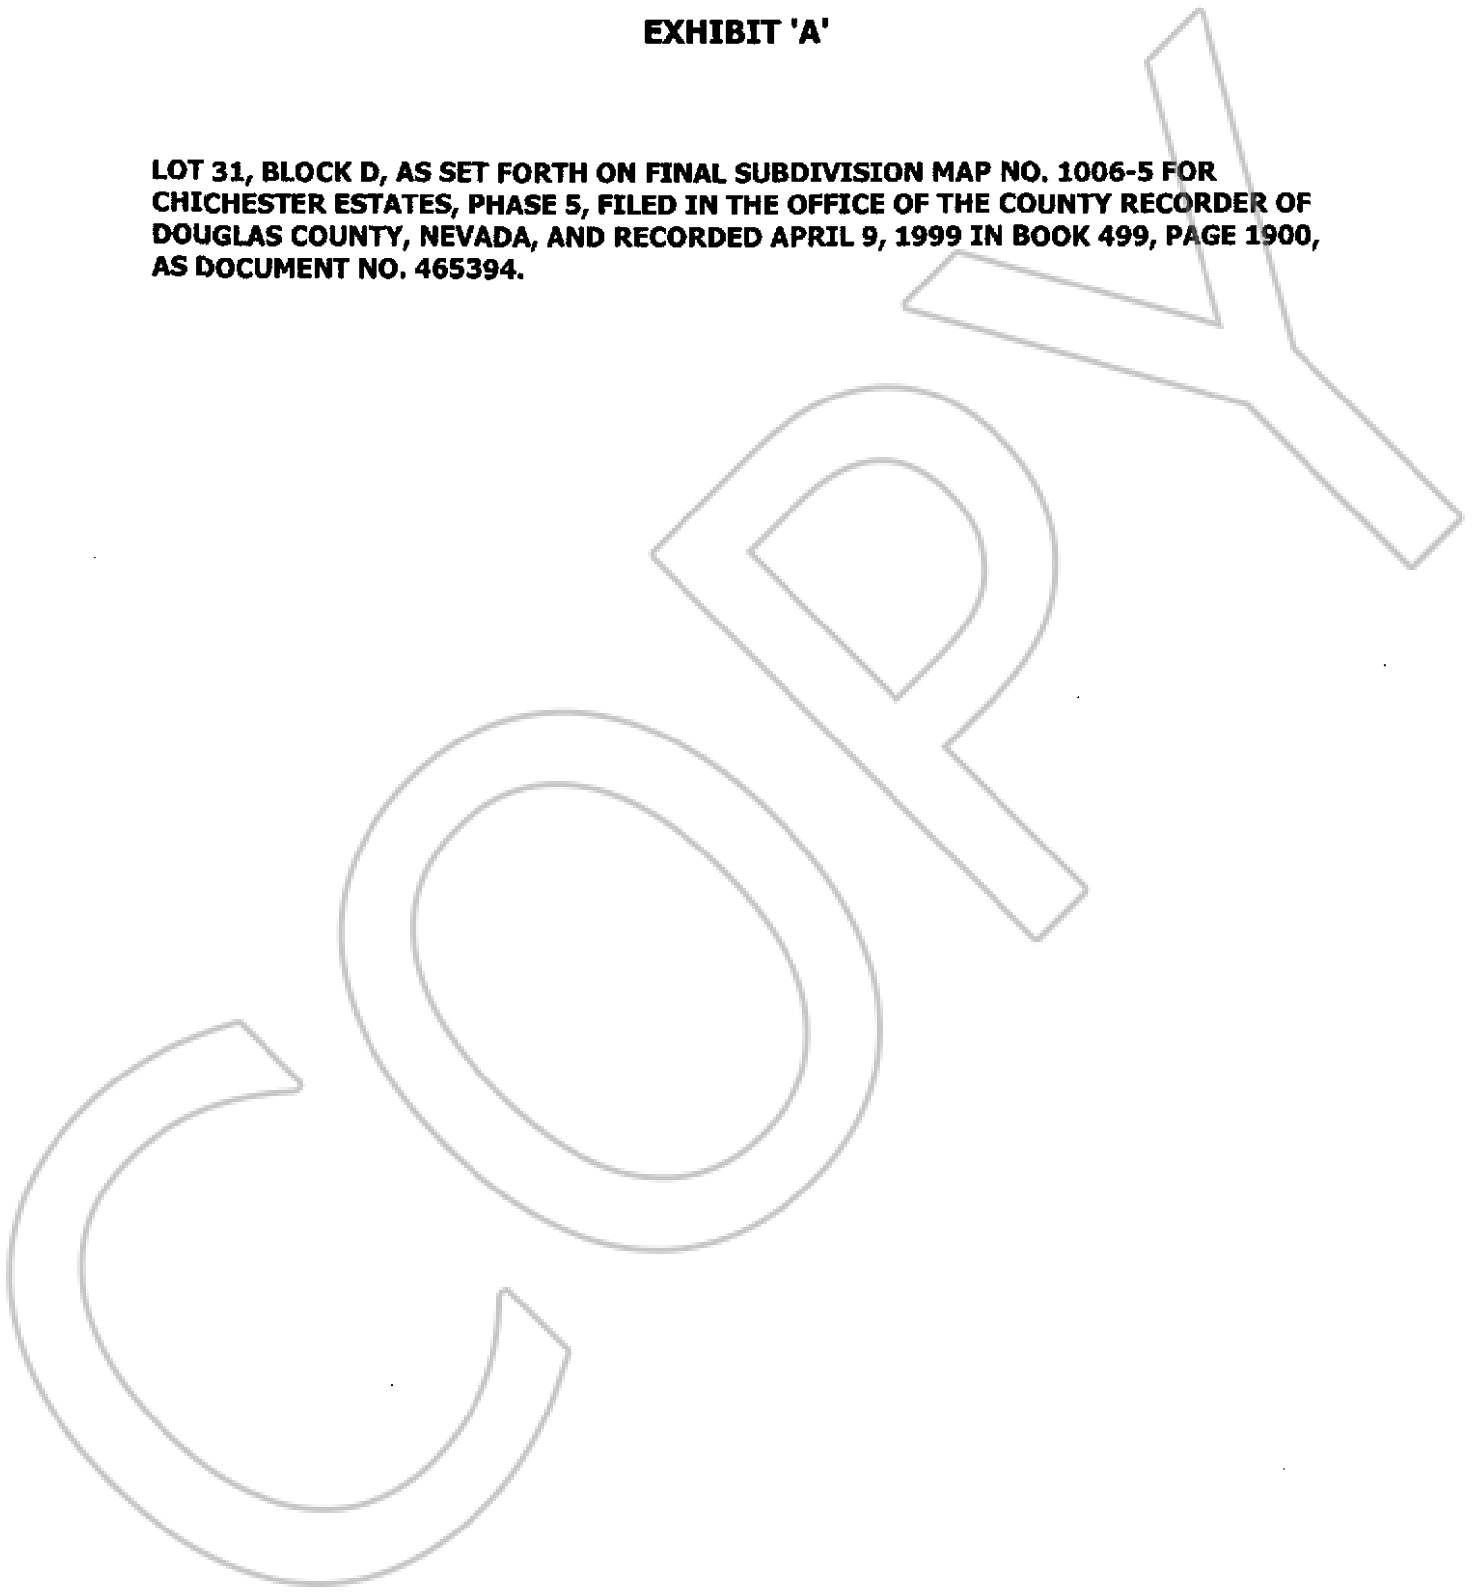 EXHIBIT 'A'
LOT 31, BLOCK D, AS SET FORTH ON FINAL SUBDIVISION MAP NO. 1006-5 FOR
CHICHESTER ESTATES, PHASE 5, FILED IN THE OFFICE OF THE COUNTY RECORDER OF
DOUGLAS COUNTY, NEVADA, AND RECORDED APRIL 9, 1999 IN BOOK 499, PAGE 1900,
AS DOCUMENT NO. 465394.
COPY